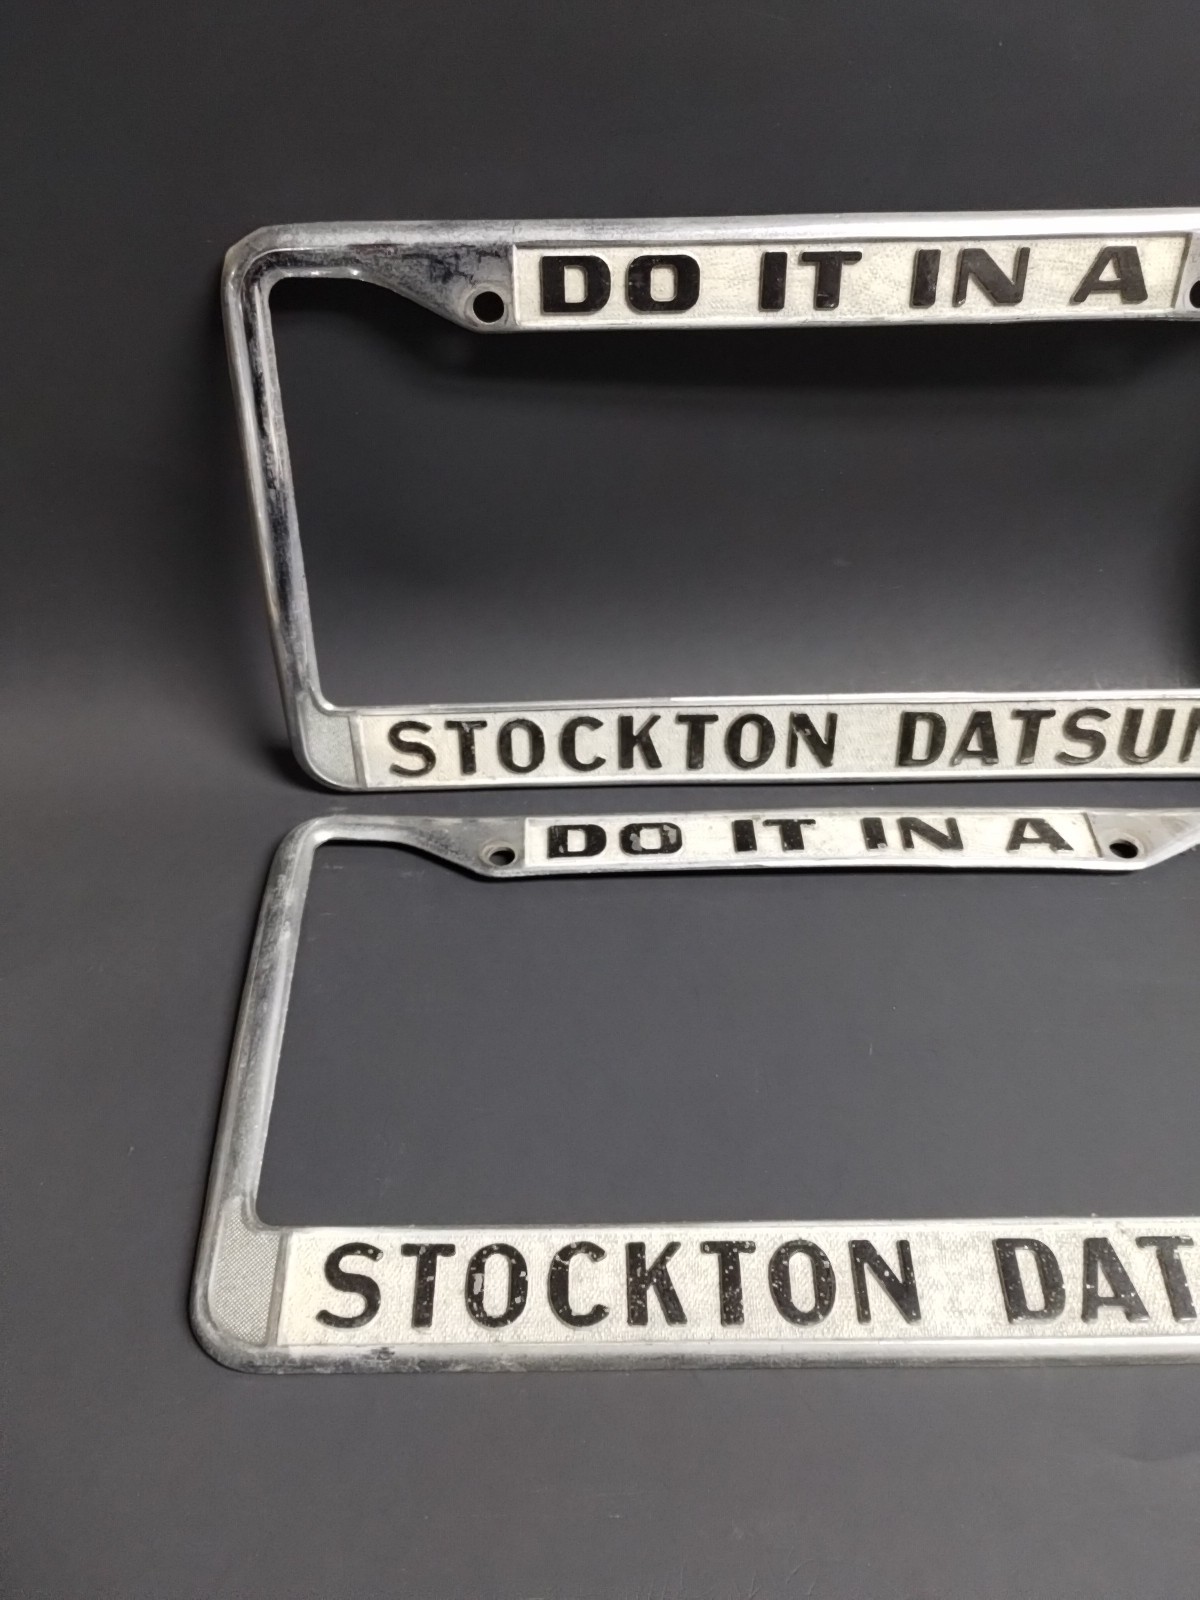 DO IT IN A
STOCKTON DATSUN
DO IT IN A
STOCKTON DAT